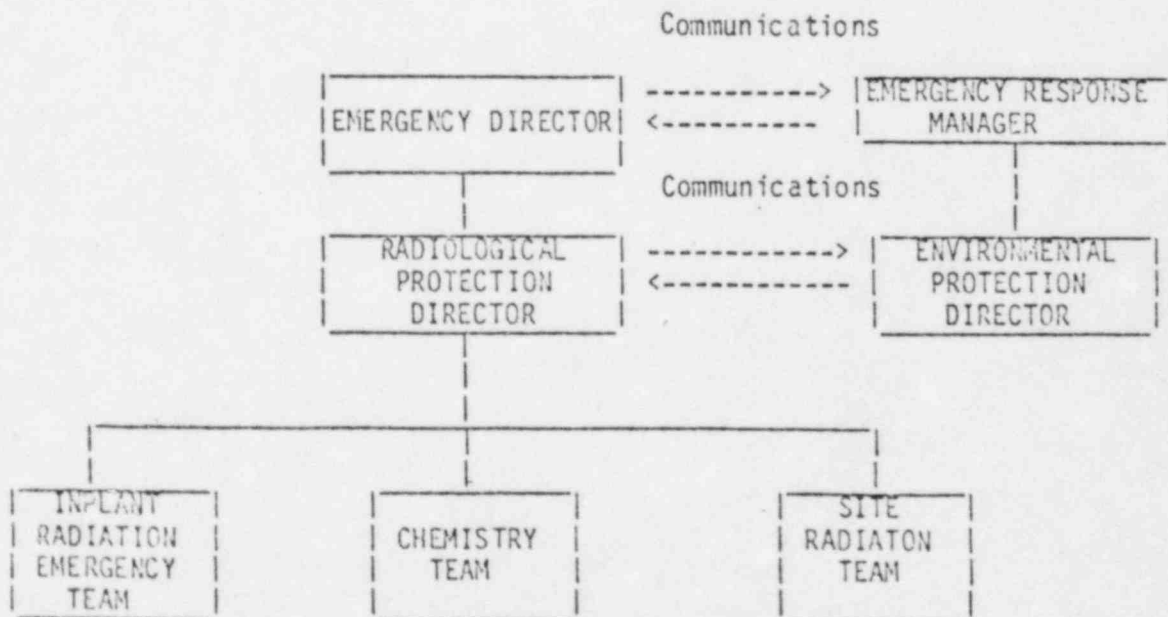 Communications
EMERGENCY DIRECTOR
EMERGENCY RESPONSE
MANAGER
Communications
RADIOLOGICAL
PROTECTION
DIRECTOR
ENVIRONMENTAL
PROTECTION
DIRECTOR
INPLANT
RADIATION
EMERGENCY
TEAM
CHEMISTRY
TEAM
SITE
RADIATON
TEAM